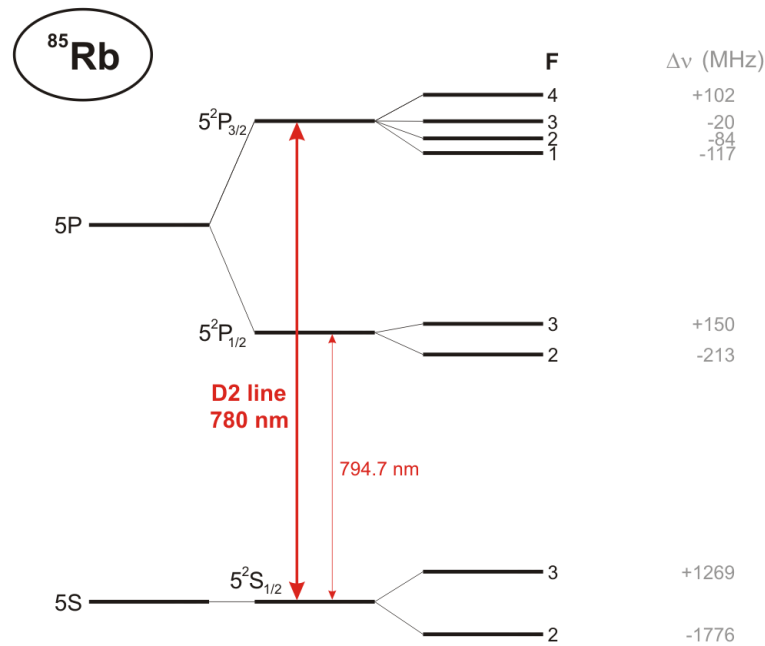 ⁸⁵Rb
F Δν (MHz)
4 +102
5²P₃/₂ 3 -20
2 -84
1 -117
5P
3 +150
5²P₁/₂ 2 -213
D2 line
780 nm
794.7 nm
5²S₁/₂ 3 +1269
5S
2 -1776